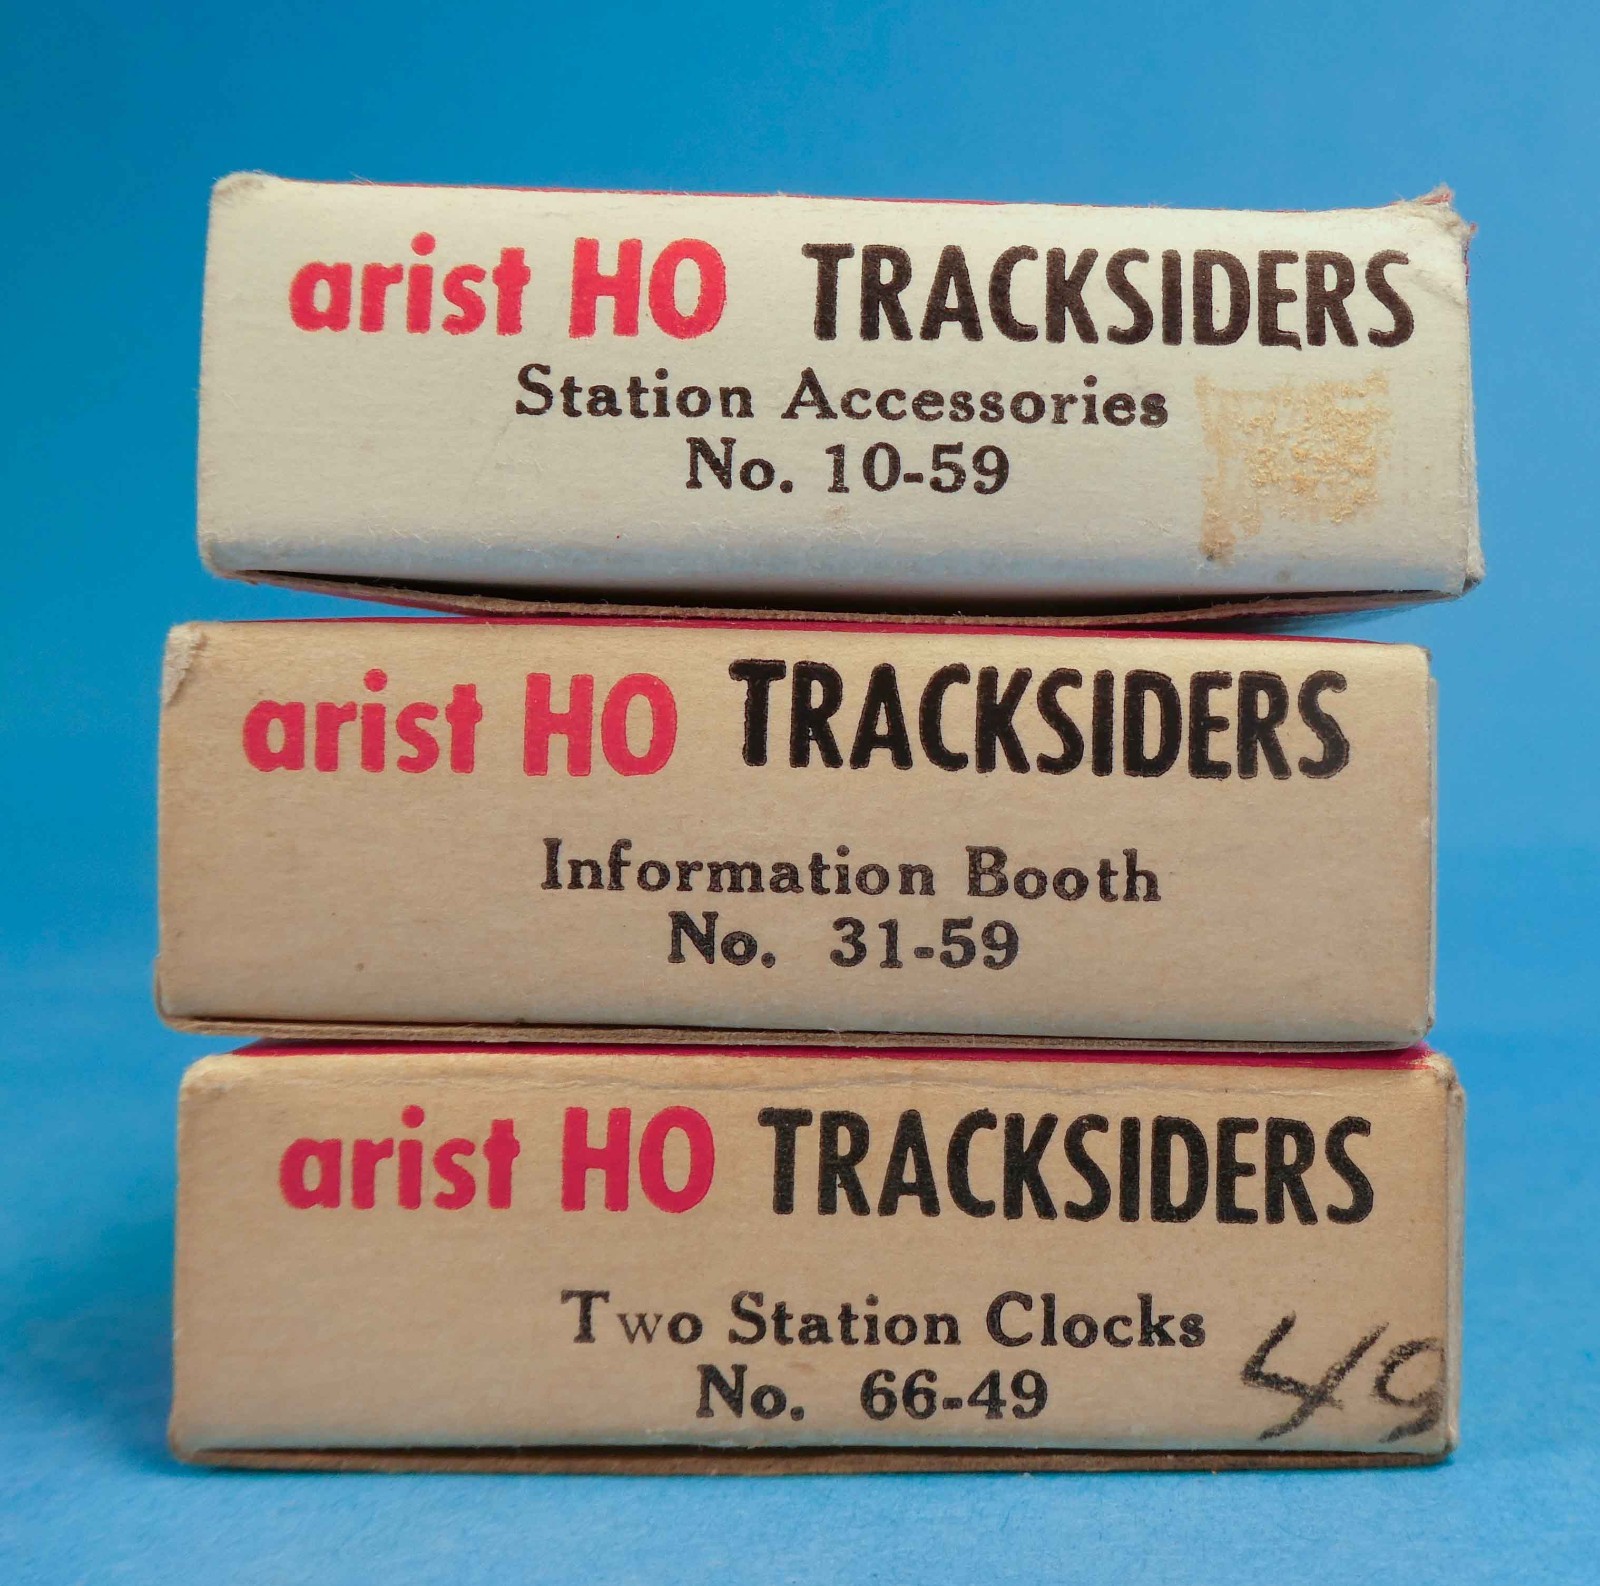 arist HO TRACKSIDERS
Station Accessories
No. 10-59
arist HO TRACKSIDERS
Information Booth
No. 31-59
arist HO TRACKSIDERS
Two Station Clocks
No. 66-49
49